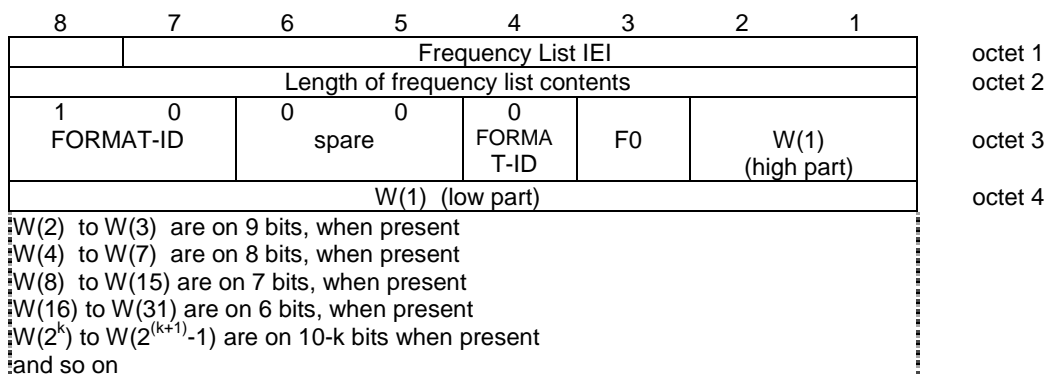 8 7 6 5 4 3 2 1
Frequency List IEI octet 1
Length of frequency list contents octet 2
1 0 0 0 0
FORMAT-ID spare FORMA F0 W(1) octet 3
T-ID (high part)
W(1) (low part) octet 4
W(2) to W(3) are on 9 bits, when present
W(4) to W(7) are on 8 bits, when present
W(8) to W(15) are on 7 bits, when present
W(16) to W(31) are on 6 bits, when present
W(2^k) to W(2^(k+1)-1) are on 10-k bits when present
and so on